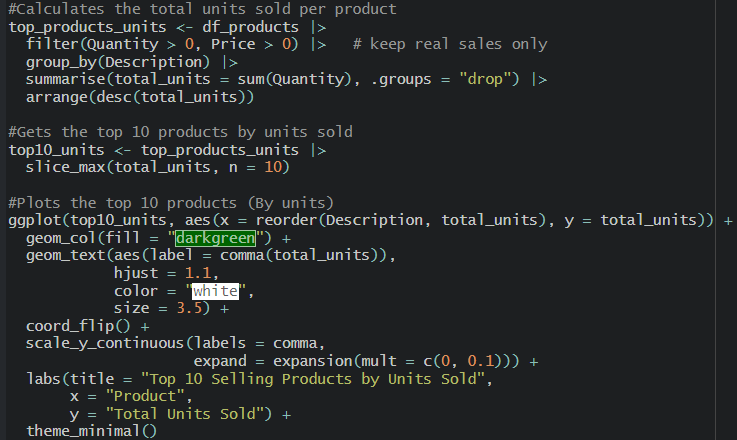 #Calculates the total units sold per product
top_products_units <- df_products |>
  filter(Quantity > 0, Price > 0) |>   # keep real sales only
  group_by(Description) |>
  summarise(total_units = sum(Quantity), .groups = "drop") |>
  arrange(desc(total_units))

#Gets the top 10 products by units sold
top10_units <- top_products_units |>
  slice_max(total_units, n = 10)

#Plots the top 10 products (By units)
ggplot(top10_units, aes(x = reorder(Description, total_units), y = total_units)) +
  geom_col(fill = "darkgreen") +
  geom_text(aes(label = comma(total_units)),
            hjust = 1.1,
            color = "white",
            size = 3.5) +
  coord_flip() +
  scale_y_continuous(labels = comma,
                     expand = expansion(mult = c(0, 0.1))) +
  labs(title = "Top 10 Selling Products by Units Sold",
       x = "Product",
       y = "Total Units Sold") +
  theme_minimal()